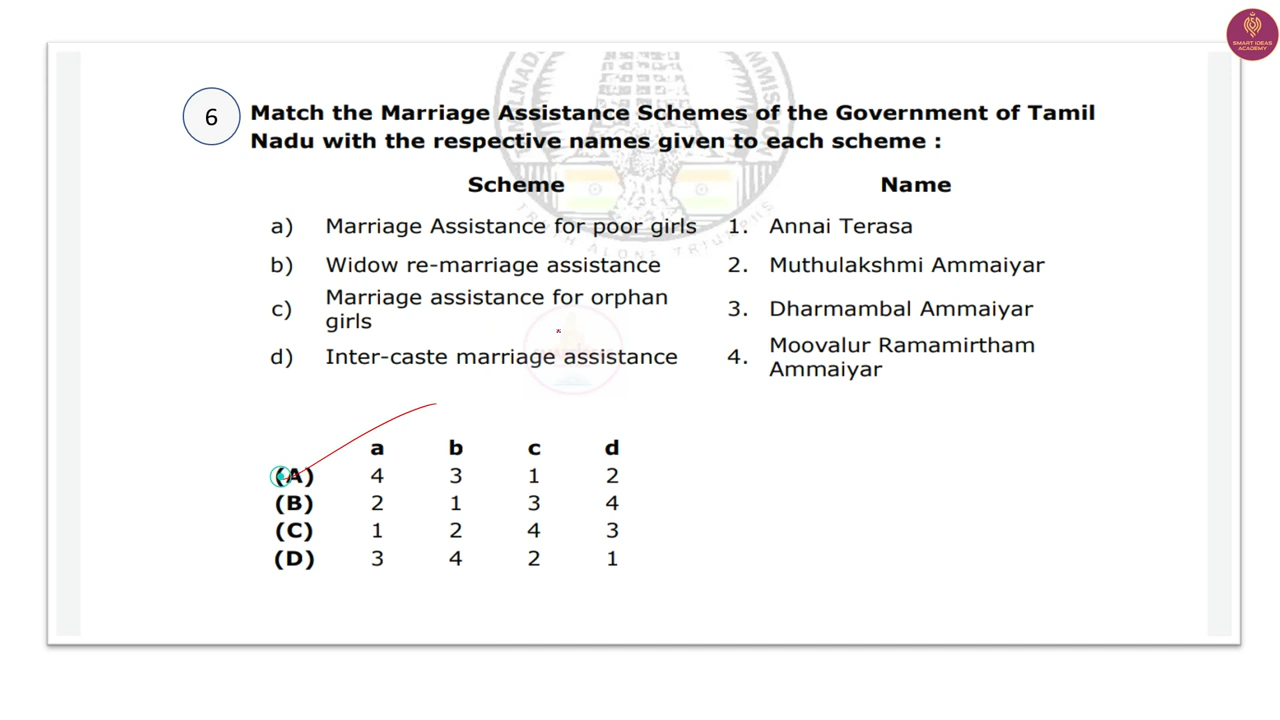 SMART IDEAS
ACADEMY
6
Match the Marriage Assistance Schemes of the Government of Tamil
Nadu with the respective names given to each scheme :
Scheme Name
a) Marriage Assistance for poor girls 1. Annai Terasa
b) Widow re-marriage assistance 2. Muthulakshmi Ammaiyar
c) Marriage assistance for orphan
girls 3. Dharmambal Ammaiyar
d) Inter-caste marriage assistance 4. Moovalur Ramamirtham
Ammaiyar
a b c d
(A) 4 3 1 2
(B) 2 1 3 4
(C) 1 2 4 3
(D) 3 4 2 1